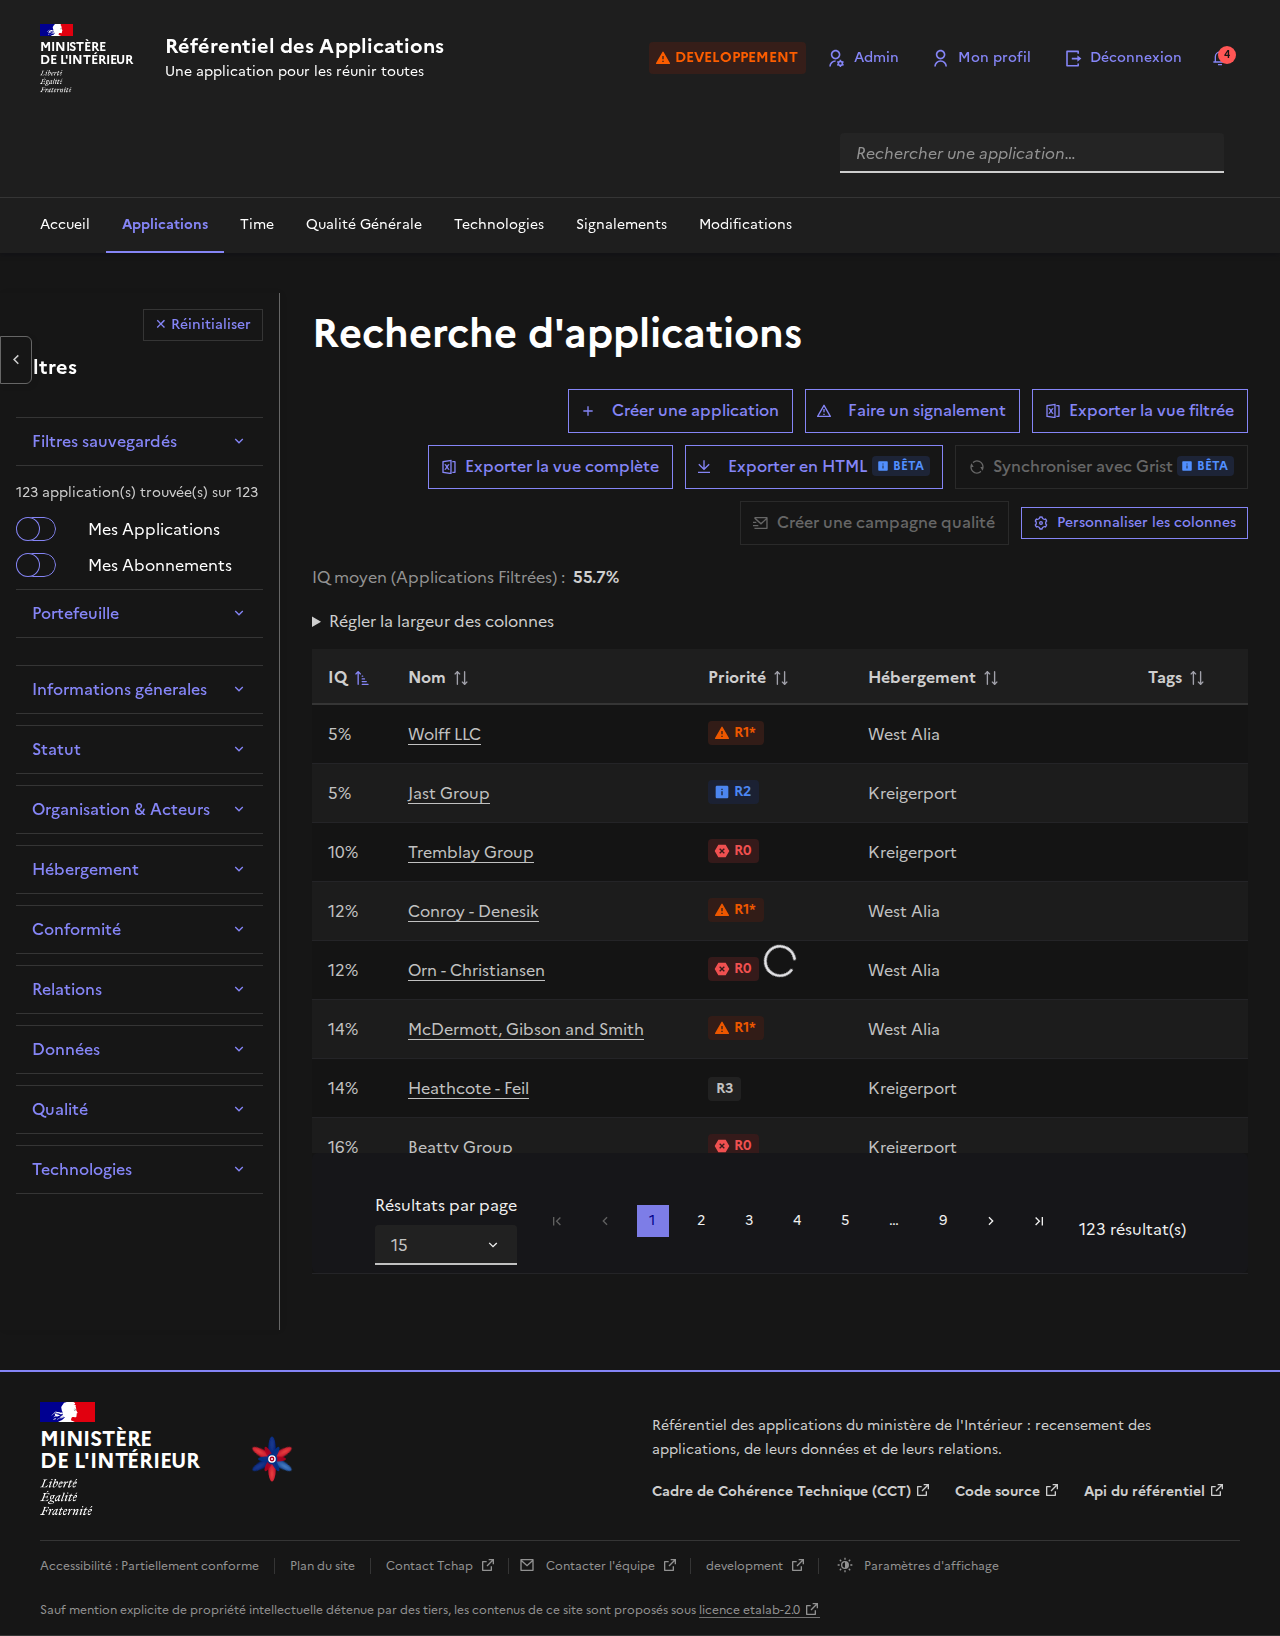 MINISTÈRE
DE L'INTÉRIEUR
Liberté
Égalité
Fraternité
Référentiel des Applications
Une application pour les réunir toutes
DEVELOPPEMENT
Admin
Mon profil
Déconnexion
4
Rechercher une application…
Accueil
Applications
Time
Qualité Générale
Technologies
Signalements
Modifications
Réinitialiser
ltres
Filtres sauvegardés
123 application(s) trouvée(s) sur 123
Mes Applications
Mes Abonnements
Portefeuille
Informations génerales
Statut
Organisation & Acteurs
Hébergement
Conformité
Relations
Données
Qualité
Technologies
Recherche d'applications
Créer une application
Faire un signalement
Exporter la vue filtrée
Exporter la vue complète
Exporter en HTML BÊTA
Synchroniser avec Grist BÊTA
Créer une campagne qualité
Personnaliser les colonnes
IQ moyen (Applications Filtrées) : 55.7%
Régler la largeur des colonnes
IQ Nom Priorité Hébergement Tags
5% Wolff LLC R1* West Alia
5% Jast Group R2 Kreigerport
10% Tremblay Group R0 Kreigerport
12% Conroy - Denesik R1* West Alia
12% Orn - Christiansen R0 West Alia
14% McDermott, Gibson and Smith R1* West Alia
14% Heathcote - Feil R3 Kreigerport
16% Beatty Group R0 Kreigerport
Résultats par page
15
1 2 3 4 5 … 9
123 résultat(s)
MINISTÈRE
DE L'INTÉRIEUR
Liberté
Égalité
Fraternité
Référentiel des applications du ministère de l'Intérieur : recensement des
applications, de leurs données et de leurs relations.
Cadre de Cohérence Technique (CCT)
Code source
Api du référentiel
Accessibilité : Partiellement conforme
Plan du site
Contact Tchap
Contacter l'équipe
development
Paramètres d'affichage
Sauf mention explicite de propriété intellectuelle détenue par des tiers, les contenus de ce site sont proposés sous licence etalab-2.0